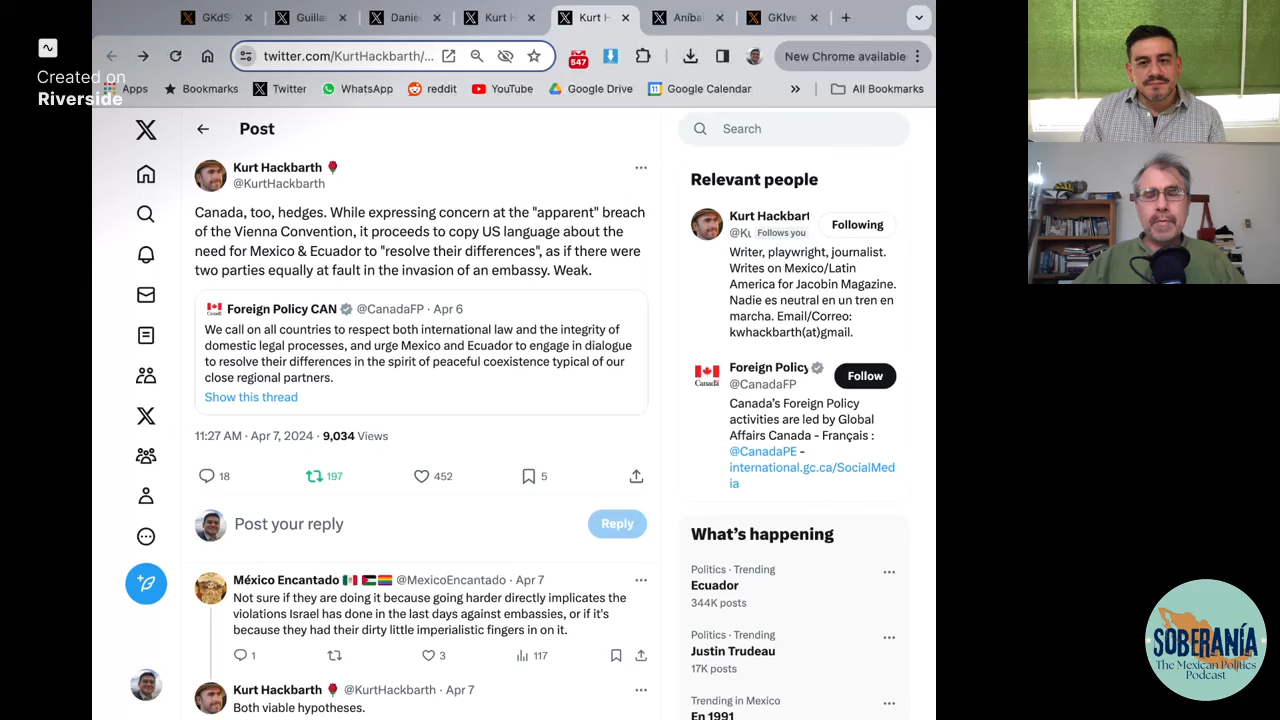 GKdS
Guilla
Danie
Kurt H
Kurt H
Aníba
GKIve
Created on
Riverside
twitter.com/KurtHackbarth/...
547
New Chrome available
Apps
Bookmarks
Twitter
WhatsApp
reddit
YouTube
Google Drive
Google Calendar
All Bookmarks
Post
Search
Kurt Hackbarth
@KurtHackbarth
Canada, too, hedges. While expressing concern at the "apparent" breach
of the Vienna Convention, it proceeds to copy US language about the
need for Mexico & Ecuador to "resolve their differences", as if there were
two parties equally at fault in the invasion of an embassy. Weak.
Foreign Policy CAN @CanadaFP · Apr 6
We call on all countries to respect both international law and the integrity of
domestic legal processes, and urge Mexico and Ecuador to engage in dialogue
to resolve their differences in the spirit of peaceful coexistence typical of our
close regional partners.
Show this thread
11:27 AM · Apr 7, 2024 · 9,034 Views
18 197 452 5
Post your reply
Reply
México Encantado @MexicoEncantado · Apr 7
Not sure if they are doing it because going harder directly implicates the
violations Israel has done in the last days against embassies, or if it's
because they had their dirty little imperialistic fingers in on it.
1 3 117
Kurt Hackbarth @KurtHackbarth · Apr 7
Both viable hypotheses.
Relevant people
Kurt Hackbart
@Ku Follows you
Following
Writer, playwright, journalist.
Writes on Mexico/Latin
America for Jacobin Magazine.
Nadie es neutral en un tren en
marcha. Email/Correo:
kwhackbarth(at)gmail.
Foreign Policy
@CanadaFP
Follow
Canada's Foreign Policy
activities are led by Global
Affairs Canada - Français :
@CanadaPE -
international.gc.ca/SocialMed
ia
What's happening
Politics · Trending
Ecuador
344K posts
Politics · Trending
Justin Trudeau
17K posts
Trending in Mexico
En 1991
SOBERANÍA
The Mexican Politics
Podcast